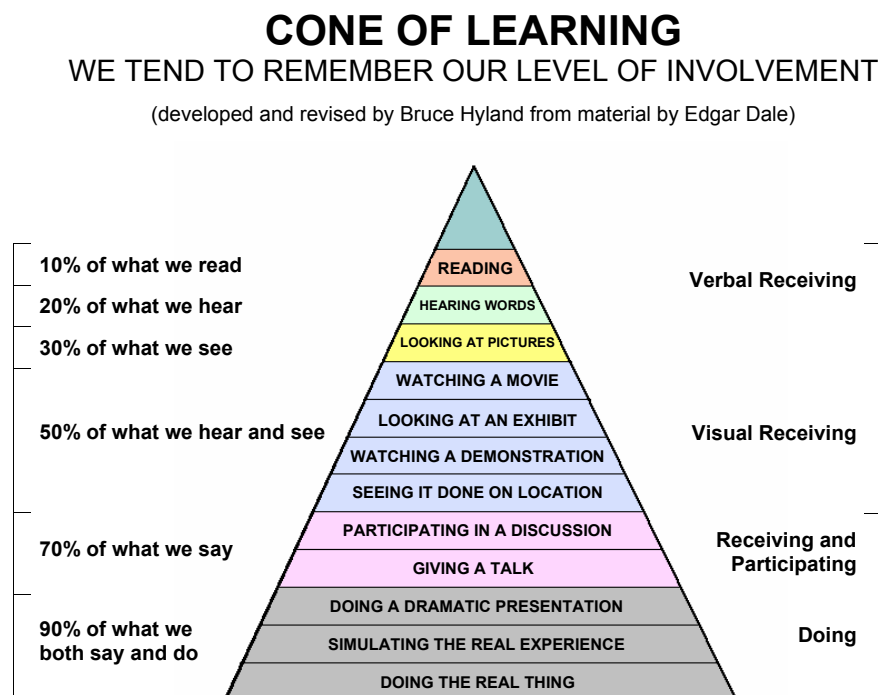 CONE OF LEARNING
WE TEND TO REMEMBER OUR LEVEL OF INVOLVEMENT
(developed and revised by Bruce Hyland from material by Edgar Dale)
10% of what we read
READING
Verbal Receiving
20% of what we hear
HEARING WORDS
30% of what we see
LOOKING AT PICTURES
WATCHING A MOVIE
50% of what we hear and see
LOOKING AT AN EXHIBIT
Visual Receiving
WATCHING A DEMONSTRATION
SEEING IT DONE ON LOCATION
70% of what we say
PARTICIPATING IN A DISCUSSION
GIVING A TALK
Receiving and
Participating
90% of what we
both say and do
DOING A DRAMATIC PRESENTATION
SIMULATING THE REAL EXPERIENCE
DOING THE REAL THING
Doing